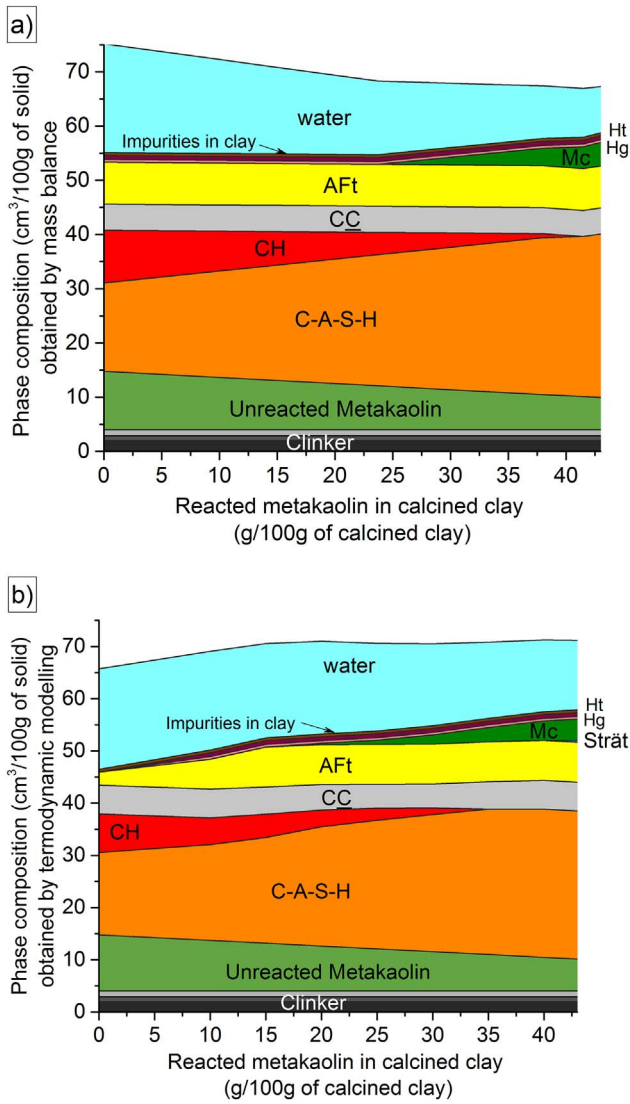 a)
Phase composition (cm³/100g of solid)
obtained by mass balance
70
60
50
40
30
20
10
0
water
Impurities in clay
Ht
Hg
Mc
AFt
CC
CH
C-A-S-H
Unreacted Metakaolin
Clinker
0 5 10 15 20 25 30 35 40
Reacted metakaolin in calcined clay
(g/100g of calcined clay)
b)
Phase composition (cm³/100g of solid)
obtained by termodynamic modelling
70
60
50
40
30
20
10
0
water
Impurities in clay
Ht
Hg
Mc
Strät
AFt
CC
CH
C-A-S-H
Unreacted Metakaolin
Clinker
0 5 10 15 20 25 30 35 40
Reacted metakaolin in calcined clay
(g/100g of calcined clay)